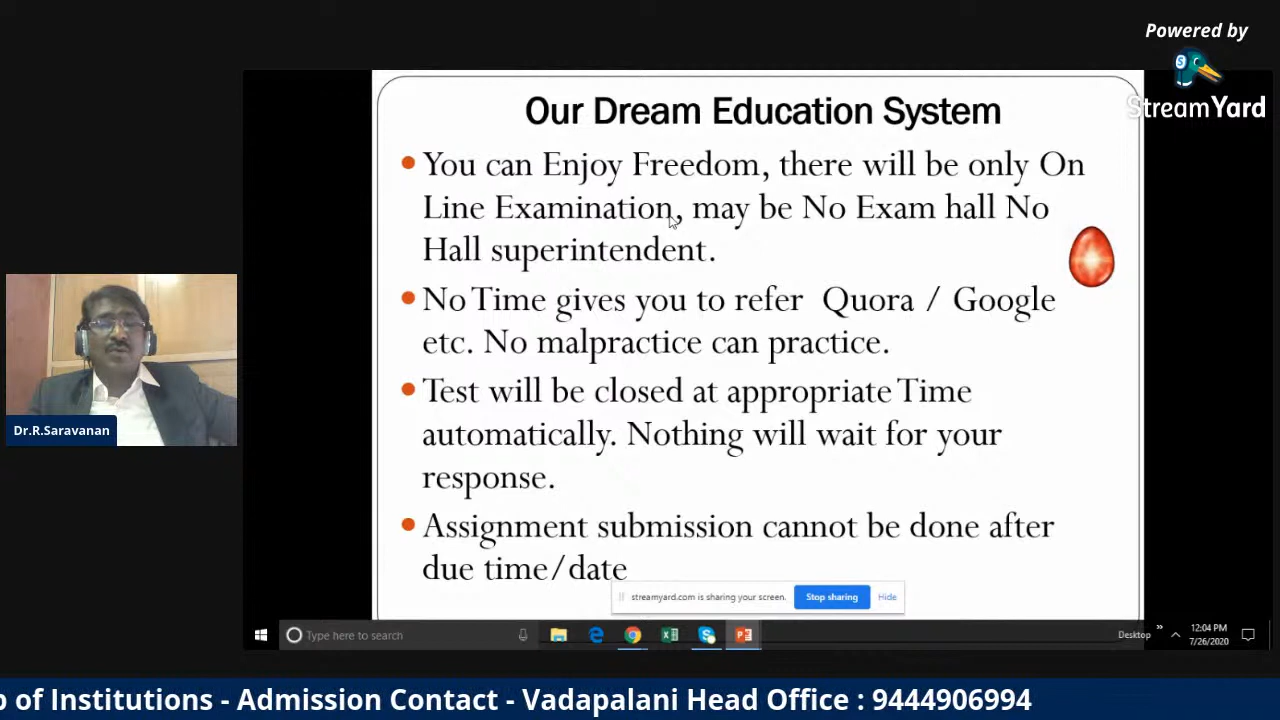 Powered by
StreamYard
Our Dream Education System
You can Enjoy Freedom, there will be only On
Line Examination, may be No Exam hall No
Hall superintendent.
No Time gives you to refer Quora / Google
etc. No malpractice can practice.
Test will be closed at appropriate Time
automatically. Nothing will wait for your
response.
Assignment submission cannot be done after
due time/date
Dr.R.Saravanan
streamyard.com is sharing your screen.
Stop sharing
Hide
Type here to search
Desktop
12:04 PM
7/26/2020
p of Institutions - Admission Contact - Vadapalani Head Office : 9444906994